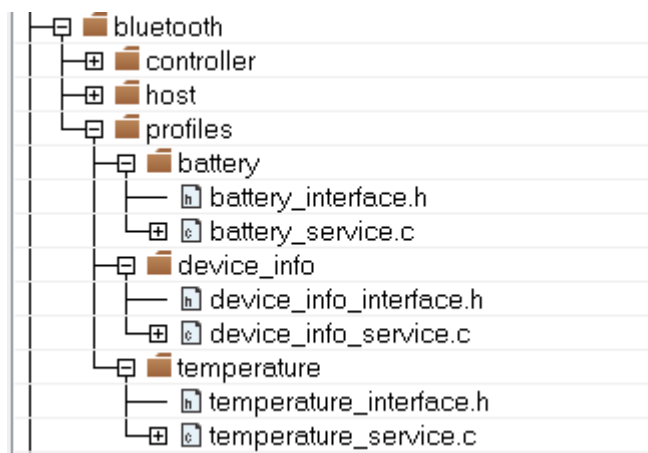 bluetooth
controller
host
profiles
battery
battery_interface.h
battery_service.c
device_info
device_info_interface.h
device_info_service.c
temperature
temperature_interface.h
temperature_service.c